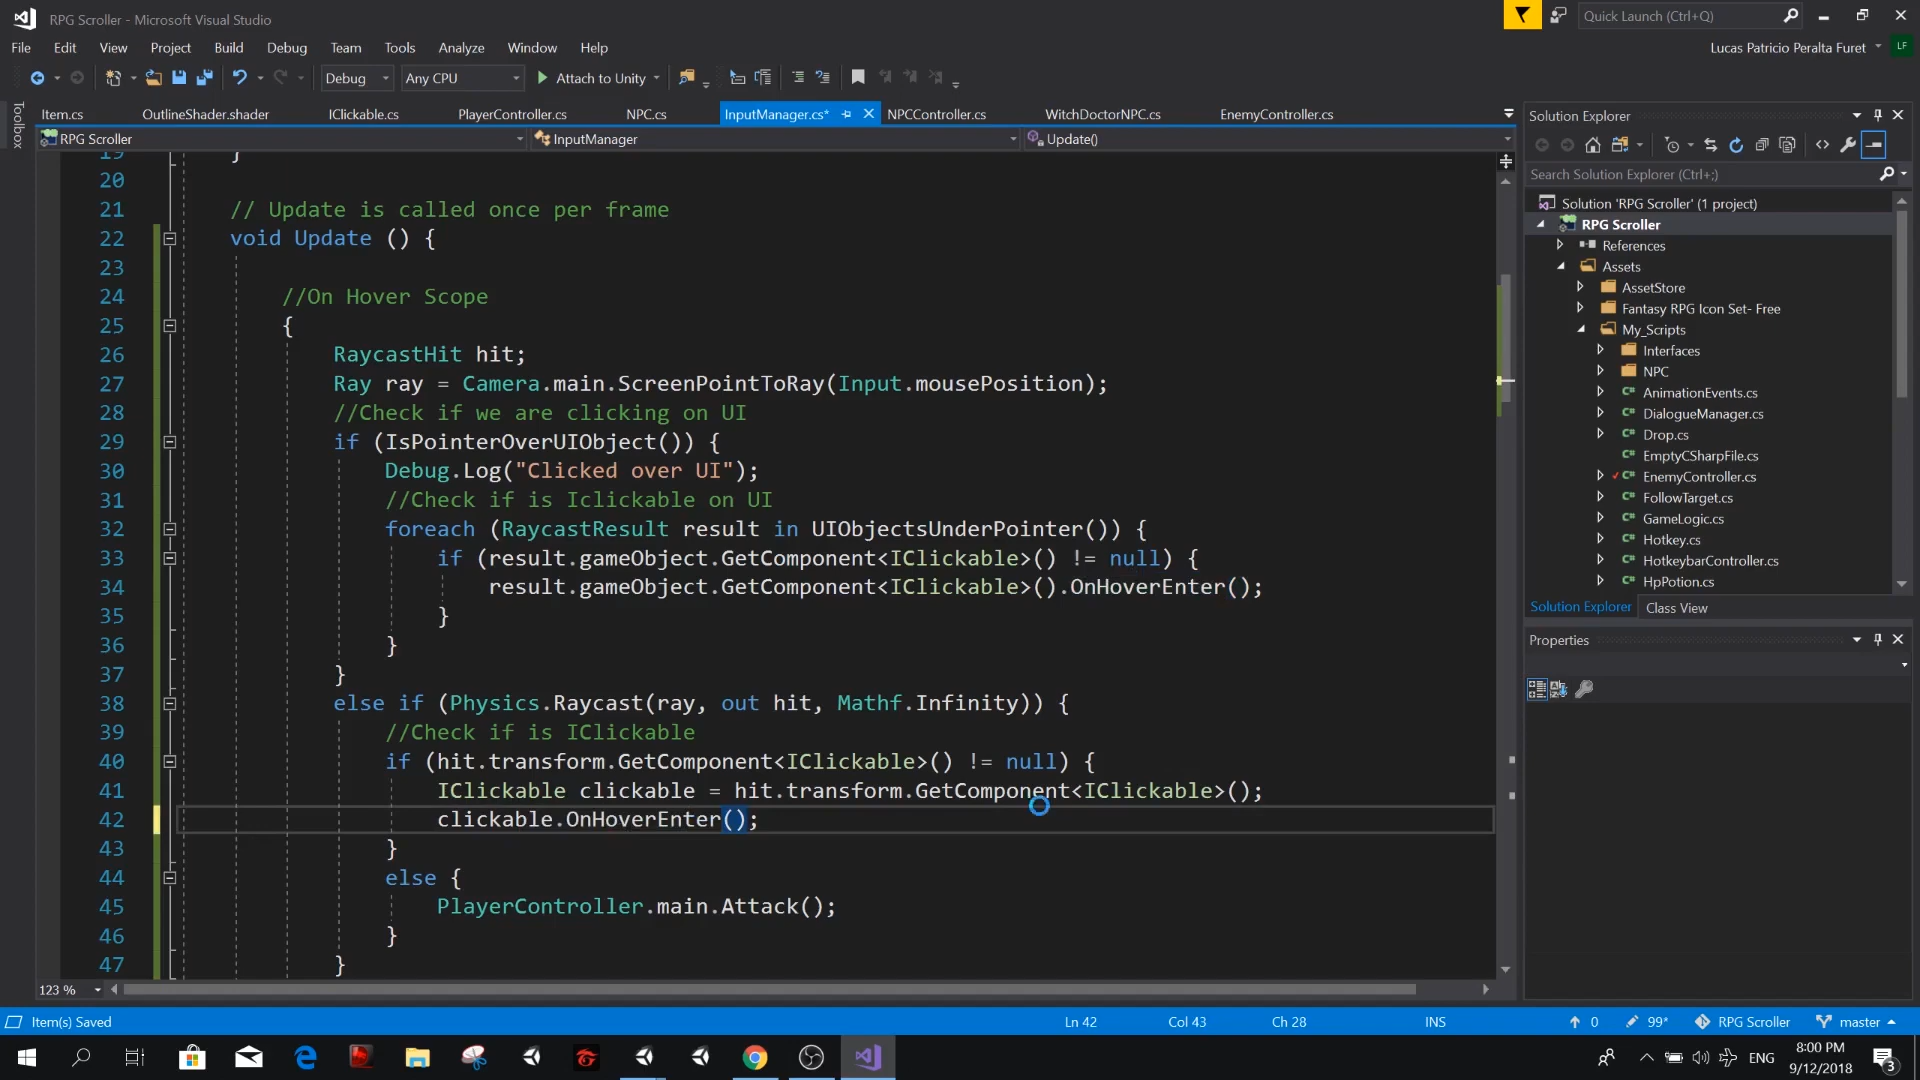 RPG Scroller - Microsoft Visual Studio
Quick Launch (Ctrl+Q)
File Edit View Project Build Debug Team Tools Analyze Window Help
Lucas Patricio Peralta Furet LF
Debug Any CPU Attach to Unity
Toolbox
Item.cs OutlineShader.shader IClickable.cs PlayerController.cs NPC.cs InputManager.cs* NPCController.cs WitchDoctorNPC.cs EnemyController.cs
RPG Scroller InputManager Update()
19 }
20
21 // Update is called once per frame
22 void Update () {
23
24 //On Hover Scope
25 {
26 RaycastHit hit;
27 Ray ray = Camera.main.ScreenPointToRay(Input.mousePosition);
28 //Check if we are clicking on UI
29 if (IsPointerOverUIObject()) {
30 Debug.Log("Clicked over UI");
31 //Check if is Iclickable on UI
32 foreach (RaycastResult result in UIObjectsUnderPointer()) {
33 if (result.gameObject.GetComponent<IClickable>() != null) {
34 result.gameObject.GetComponent<IClickable>().OnHoverEnter();
35 }
36 }
37 }
38 else if (Physics.Raycast(ray, out hit, Mathf.Infinity)) {
39 //Check if is IClickable
40 if (hit.transform.GetComponent<IClickable>() != null) {
41 IClickable clickable = hit.transform.GetComponent<IClickable>();
42 clickable.OnHoverEnter();
43 }
44 else {
45 PlayerController.main.Attack();
46 }
47 }
123 %
Solution Explorer
Search Solution Explorer (Ctrl+;)
Solution 'RPG Scroller' (1 project)
RPG Scroller
References
Assets
AssetStore
Fantasy RPG Icon Set- Free
My_Scripts
Interfaces
NPC
AnimationEvents.cs
DialogueManager.cs
Drop.cs
EmptyCSharpFile.cs
EnemyController.cs
FollowTarget.cs
GameLogic.cs
Hotkey.cs
HotkeybarController.cs
HpPotion.cs
Solution Explorer Class View
Properties
Item(s) Saved Ln 42 Col 43 Ch 28 INS 0 99* RPG Scroller master
ENG
8:00 PM
9/12/2018
3